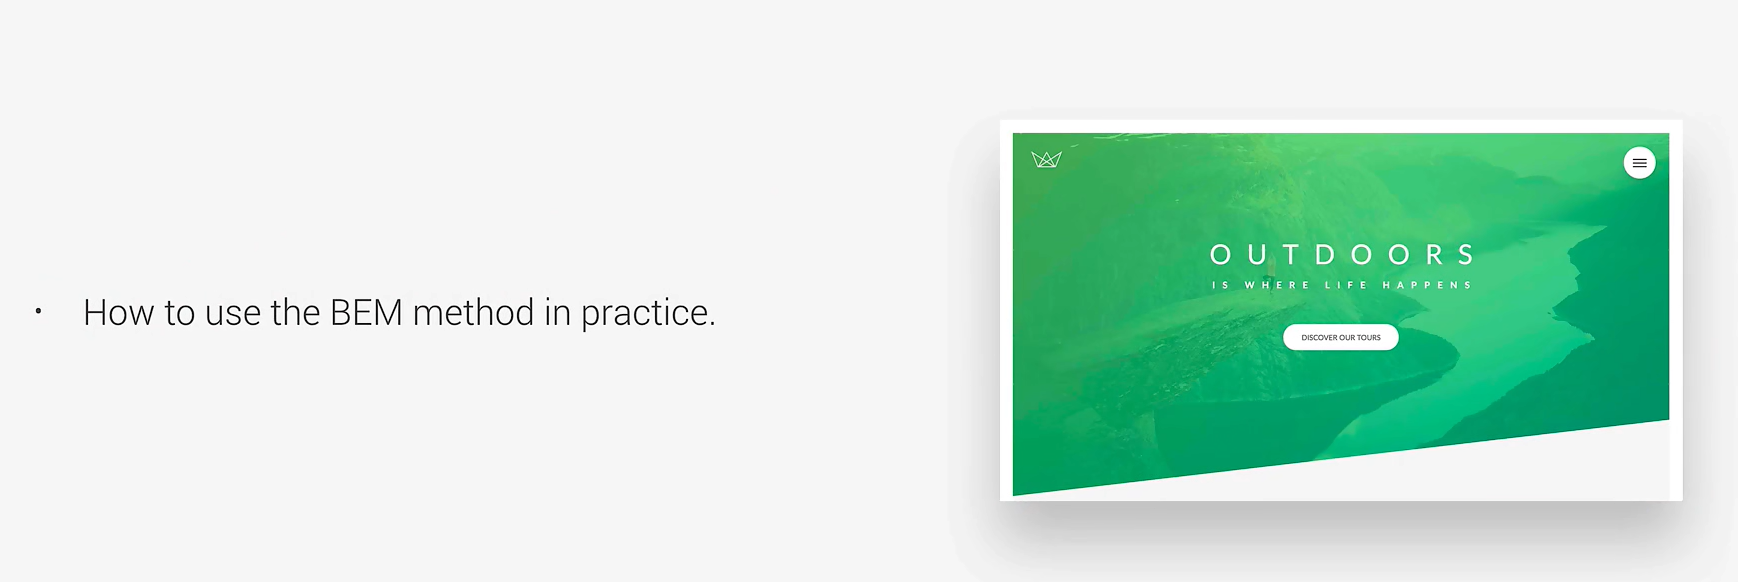 How to use the BEM method in practice.
OUTDOORS
IS WHERE LIFE HAPPENS
DISCOVER OUR TOURS